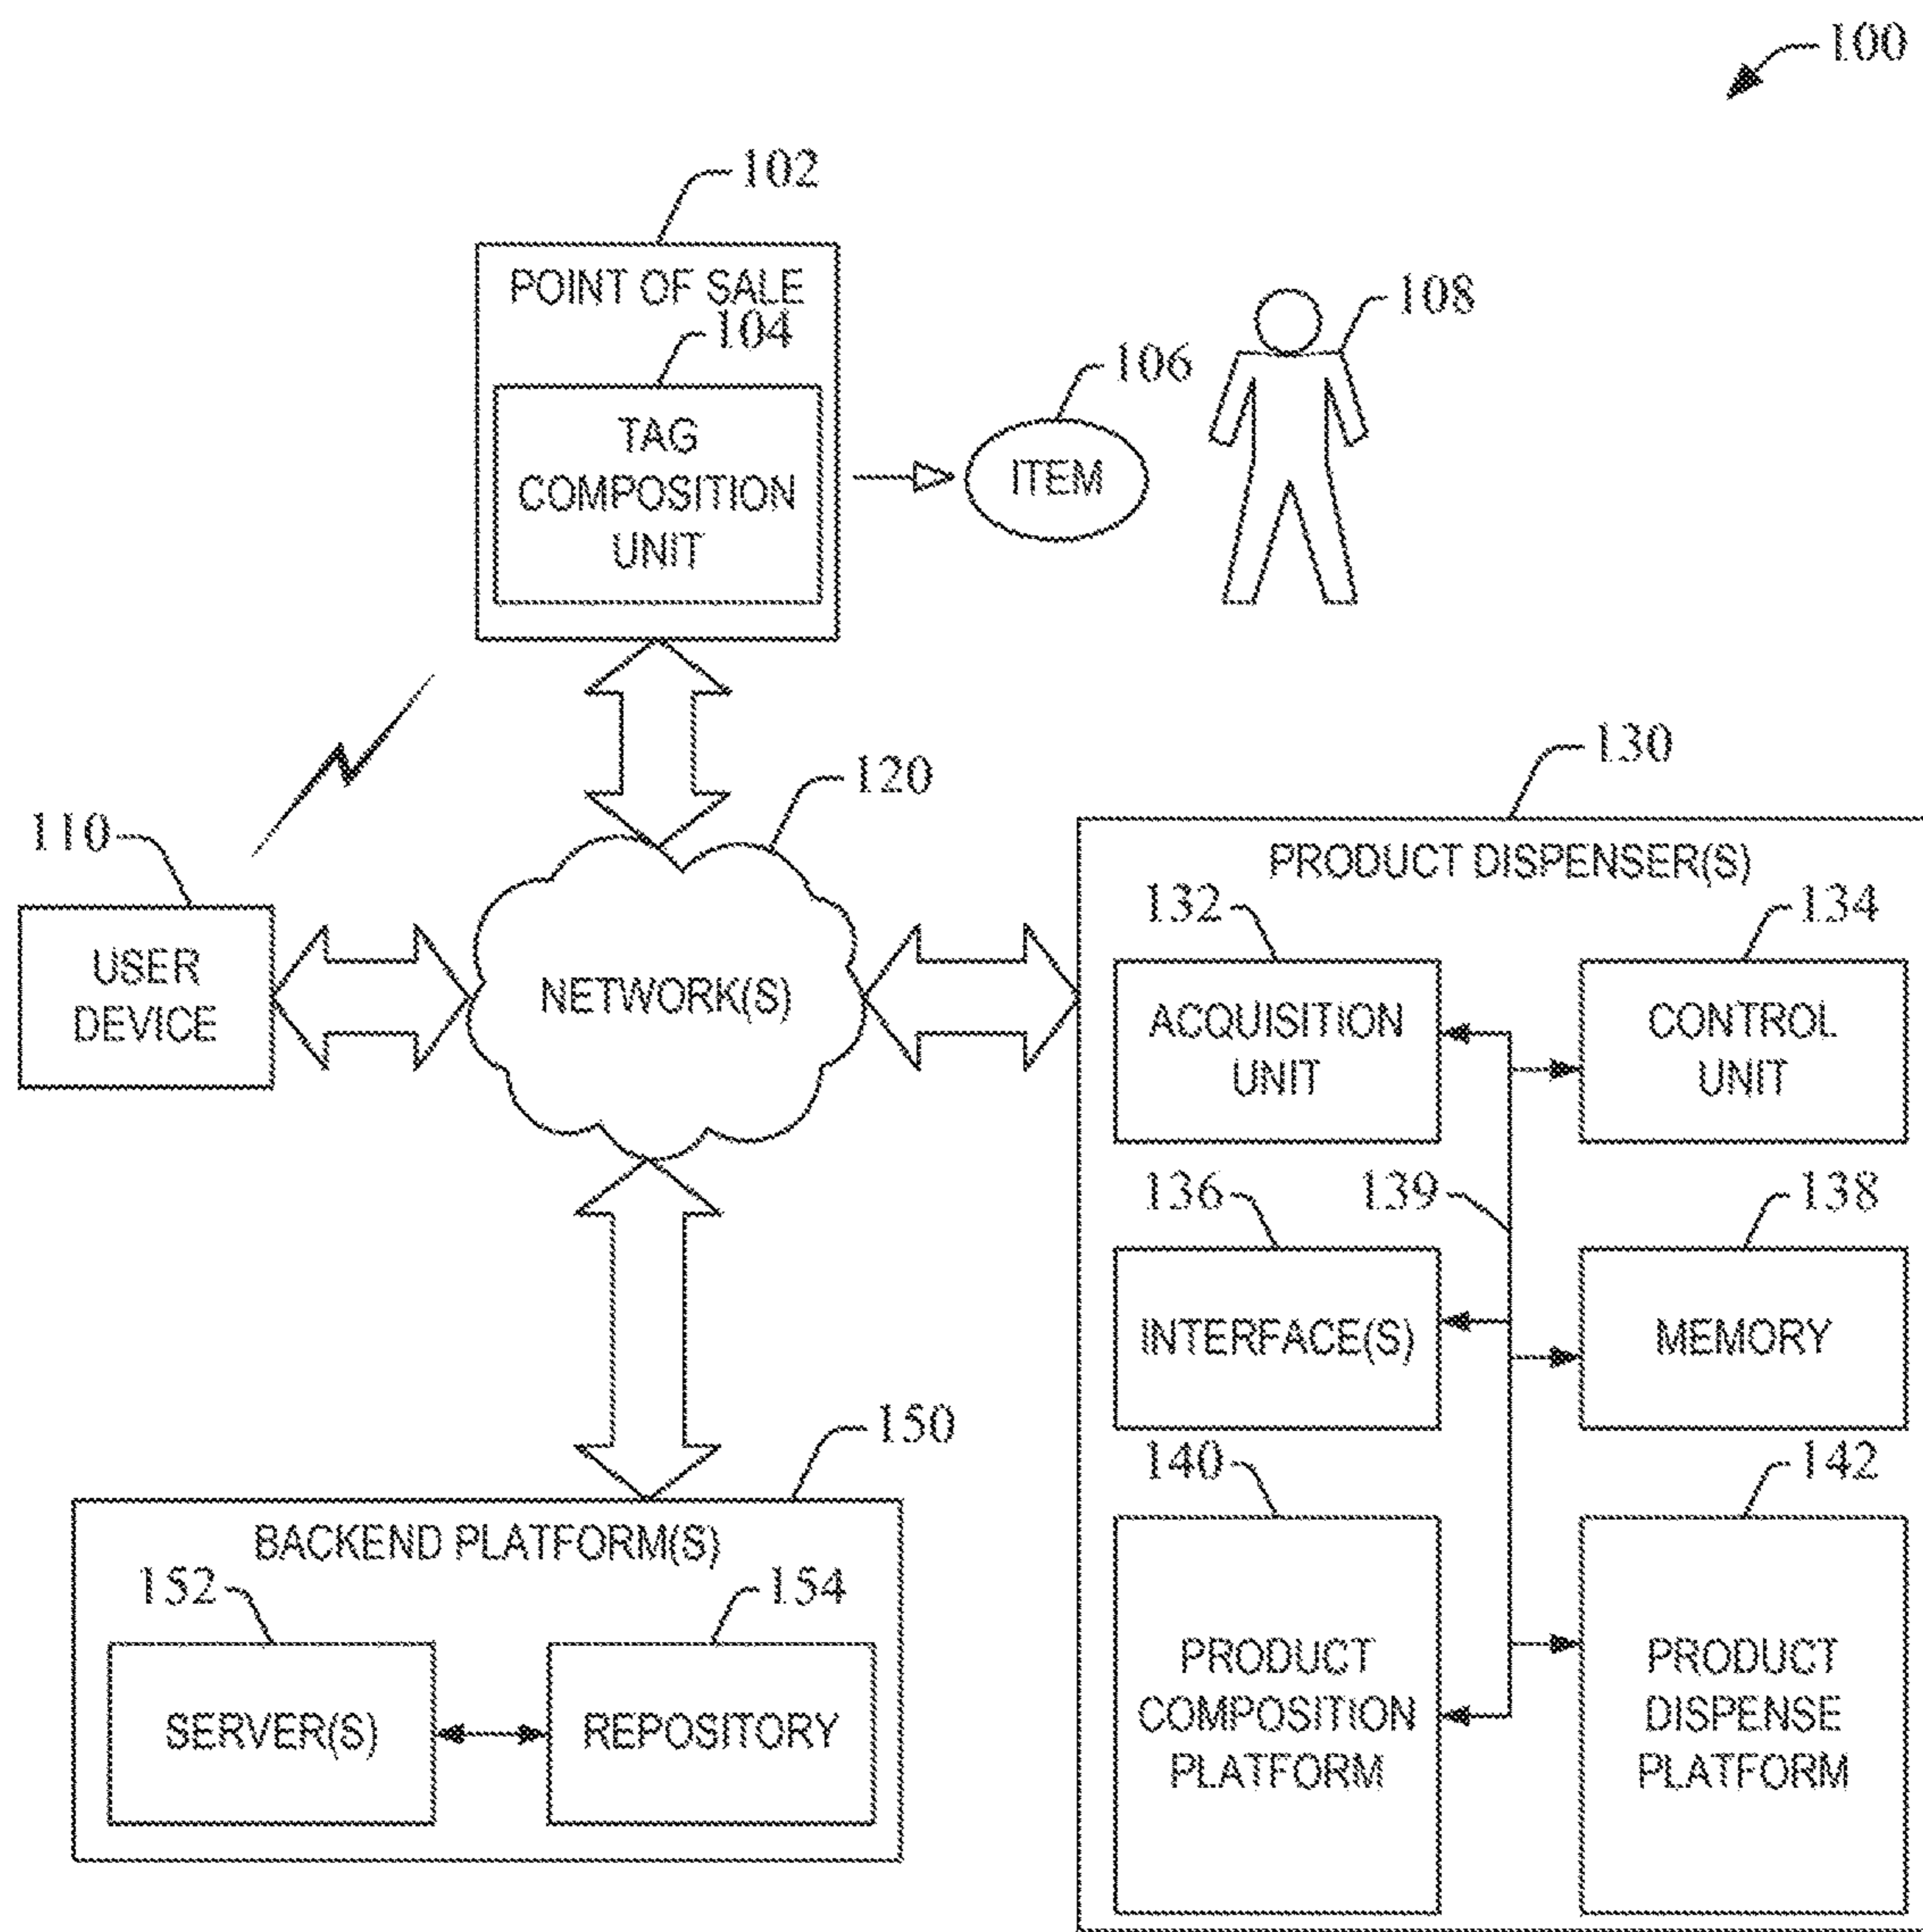 100
102
POINT OF SALE
104
TAG
COMPOSITION
UNIT
106
ITEM
108
110
USER
DEVICE
120
NETWORK(S)
130
PRODUCT DISPENSER(S)
132
ACQUISITION
UNIT
134
CONTROL
UNIT
136
INTERFACE(S)
139
138
MEMORY
140
PRODUCT
COMPOSITION
PLATFORM
142
PRODUCT
DISPENSE
PLATFORM
150
BACKEND PLATFORM(S)
152
SERVER(S)
154
REPOSITORY